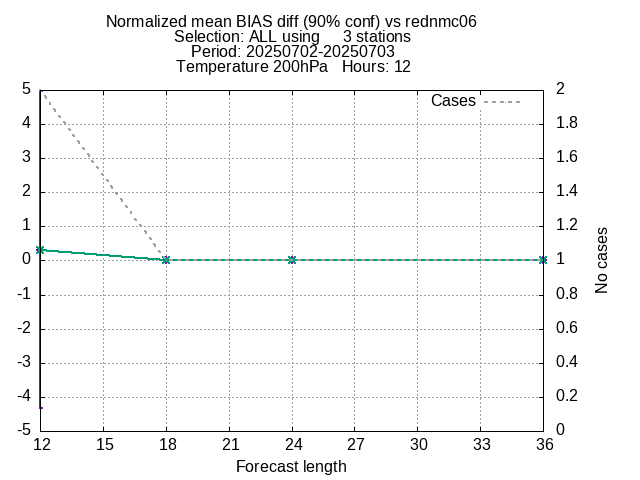 Normalized mean BIAS diff (90% conf) vs rednmc06
Selection: ALL using     3 stations
Period: 20250702-20250703
Temperature 200hPa   Hours: 12
Cases
5
4
3
2
1
0
-1
-2
-3
-4
-5
2
1.8
1.6
1.4
1.2
1
0.8
0.6
0.4
0.2
0
No cases
12 15 18 21 24 27 30 33 36
Forecast length